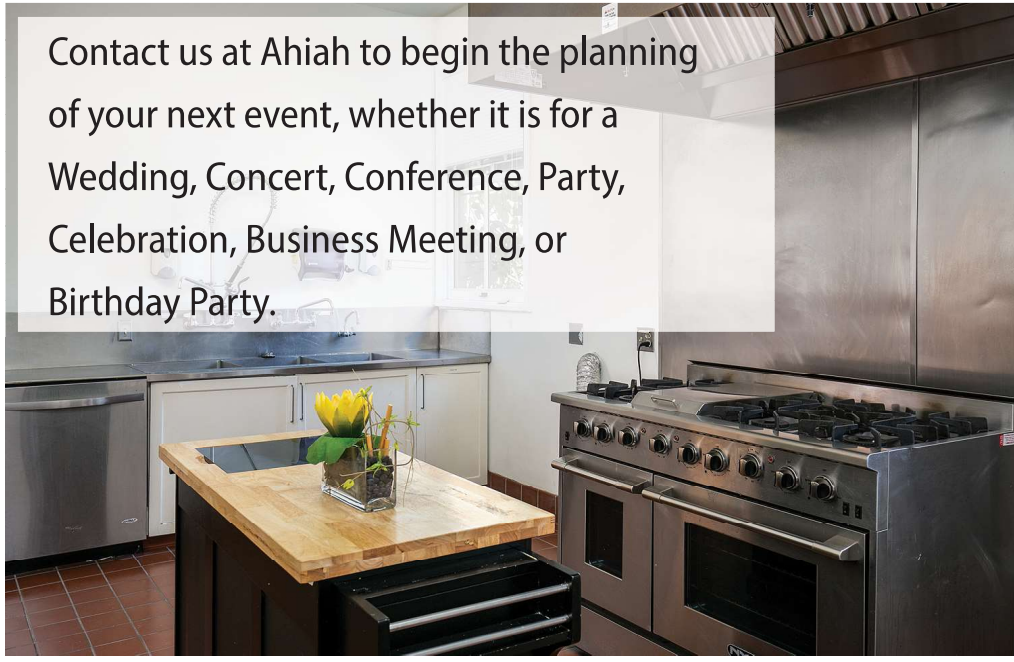 Contact us at Ahiah to begin the planning
of your next event, whether it is for a
Wedding, Concert, Conference, Party,
Celebration, Business Meeting, or
Birthday Party.